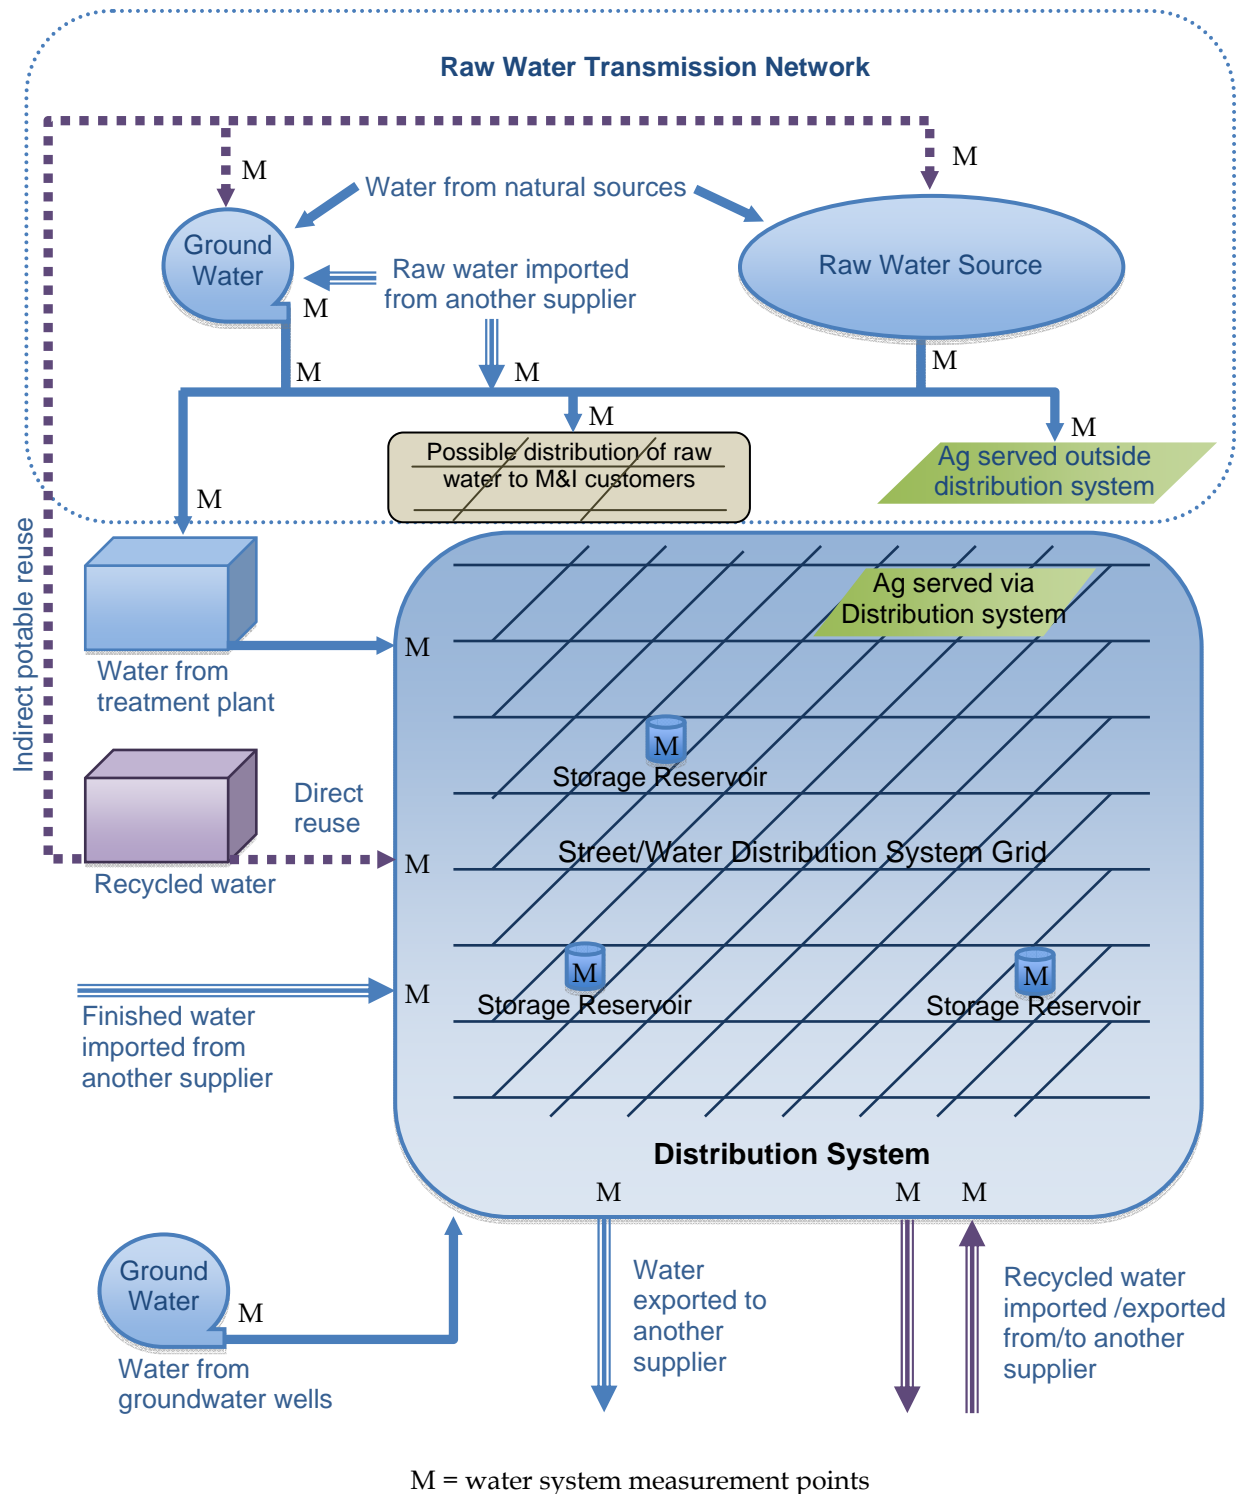 Raw Water Transmission Network
M
M
Water from natural sources
Ground
Water
Raw Water Source
Raw water imported
from another supplier
M
M
M
M
M
M
Possible distribution of raw
water to M&I customers
Ag served outside
distribution system
M
Indirect potable reuse
Ag served via
Distribution system
M
Water from
treatment plant
M
Storage Reservoir
Direct
reuse
Street/Water Distribution System Grid
M
Recycled water
M
M
M
Storage Reservoir
Storage Reservoir
Finished water
imported from
another supplier
Distribution System
M
M
M
Ground
Water
M
Water from
groundwater wells
Water
exported to
another
supplier
Recycled water
imported /exported
from/to another
supplier
M = water system measurement points